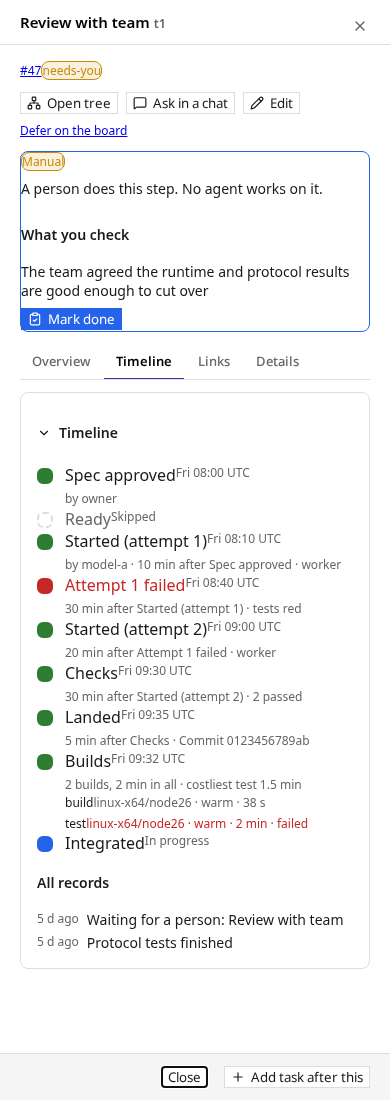 Review with team t1
#47 needs-you
Open tree Ask in a chat Edit
Defer on the board
Manual
A person does this step. No agent works on it.
What you check
The team agreed the runtime and protocol results
are good enough to cut over
Mark done
Overview Timeline Links Details
Timeline
Spec approved Fri 08:00 UTC
by owner
Ready Skipped
Started (attempt 1) Fri 08:10 UTC
by model-a · 10 min after Spec approved · worker
Attempt 1 failed Fri 08:40 UTC
30 min after Started (attempt 1) · tests red
Started (attempt 2) Fri 09:00 UTC
20 min after Attempt 1 failed · worker
Checks Fri 09:30 UTC
30 min after Started (attempt 2) · 2 passed
Landed Fri 09:35 UTC
5 min after Checks · Commit 0123456789ab
Builds Fri 09:32 UTC
2 builds, 2 min in all · costliest test 1.5 min
build linux-x64/node26 · warm · 38 s
test linux-x64/node26 · warm · 2 min · failed
Integrated In progress
All records
5 d ago Waiting for a person: Review with team
5 d ago Protocol tests finished
Close Add task after this